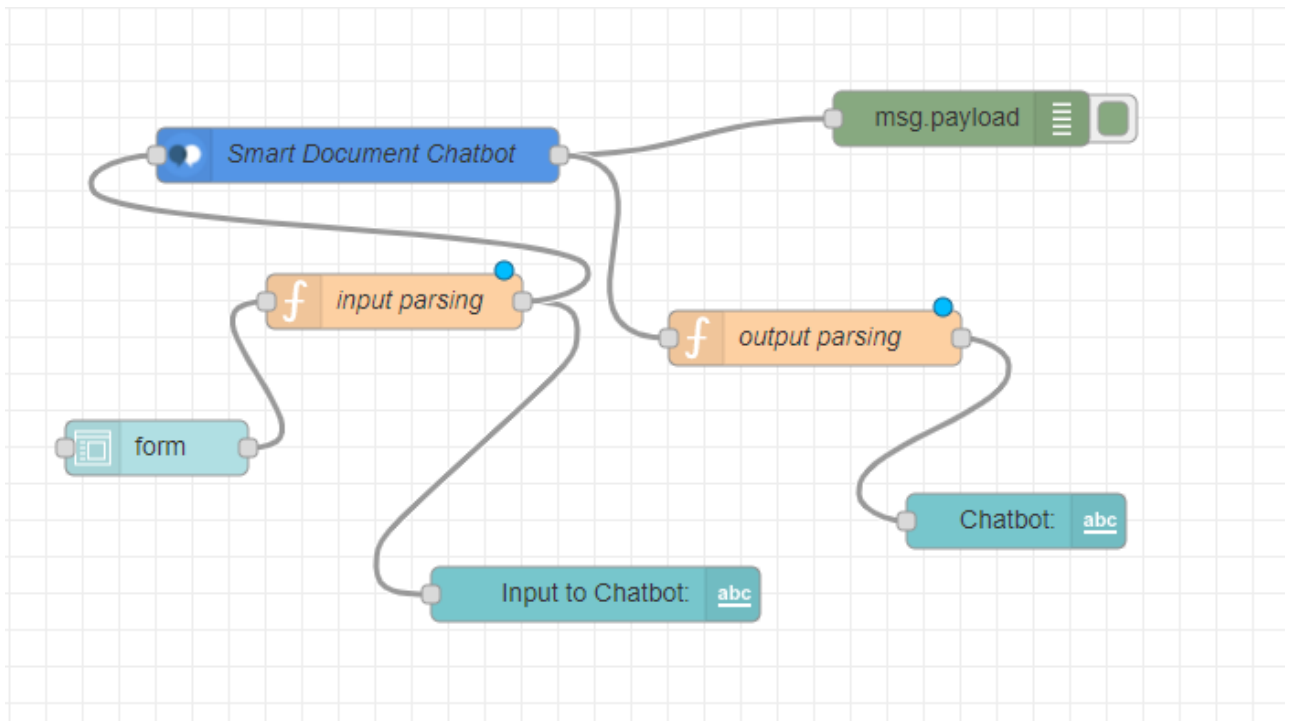 msg.payload
Smart Document Chatbot
input parsing
output parsing
form
Chatbot:
abc
Input to Chatbot:
abc